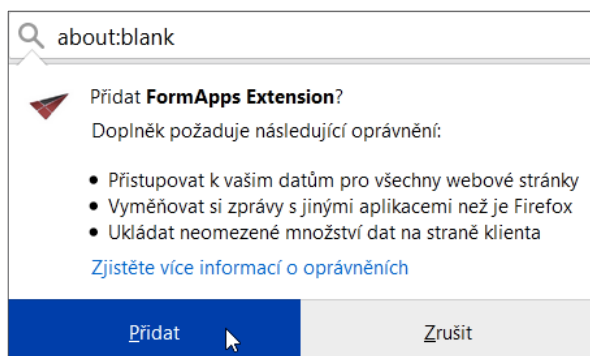 about:blank
Přidat FormApps Extension?
Doplněk požaduje následující oprávnění:
• Přistupovat k vašim datům pro všechny webové stránky
• Vyměňovat si zprávy s jinými aplikacemi než je Firefox
• Ukládat neomezené množství dat na straně klienta
Zjistěte více informací o oprávněních
Přidat
Zrušit